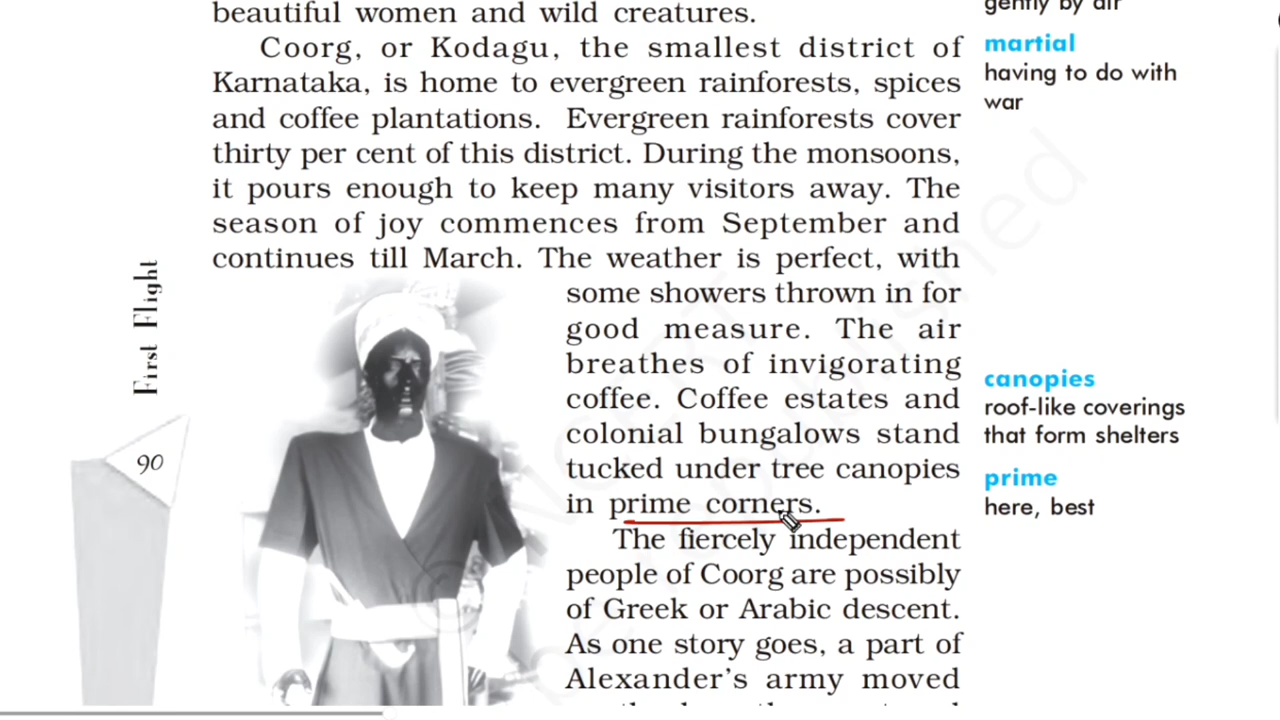 beautiful women and wild creatures.
Coorg, or Kodagu, the smallest district of
Karnataka, is home to evergreen rainforests, spices
and coffee plantations. Evergreen rainforests cover
thirty per cent of this district. During the monsoons,
it pours enough to keep many visitors away. The
season of joy commences from September and
continues till March. The weather is perfect, with
some showers thrown in for
good measure. The air
breathes of invigorating
coffee. Coffee estates and
colonial bungalows stand
tucked under tree canopies
in prime corners.
The fiercely independent
people of Coorg are possibly
of Greek or Arabic descent.
As one story goes, a part of
Alexander's army moved
gently by air
martial
having to do with
war
canopies
roof-like coverings
that form shelters
prime
here, best
First Flight
90